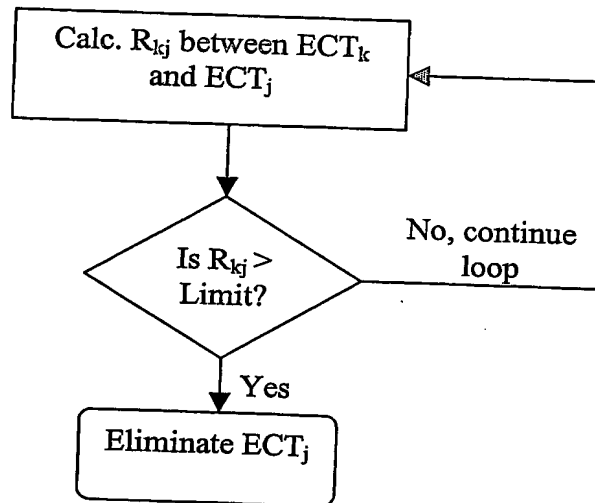 Calc. R_kj between ECT_k
and ECT_j
Is R_kj >
Limit?
No, continue
loop
Yes
Eliminate ECT_j